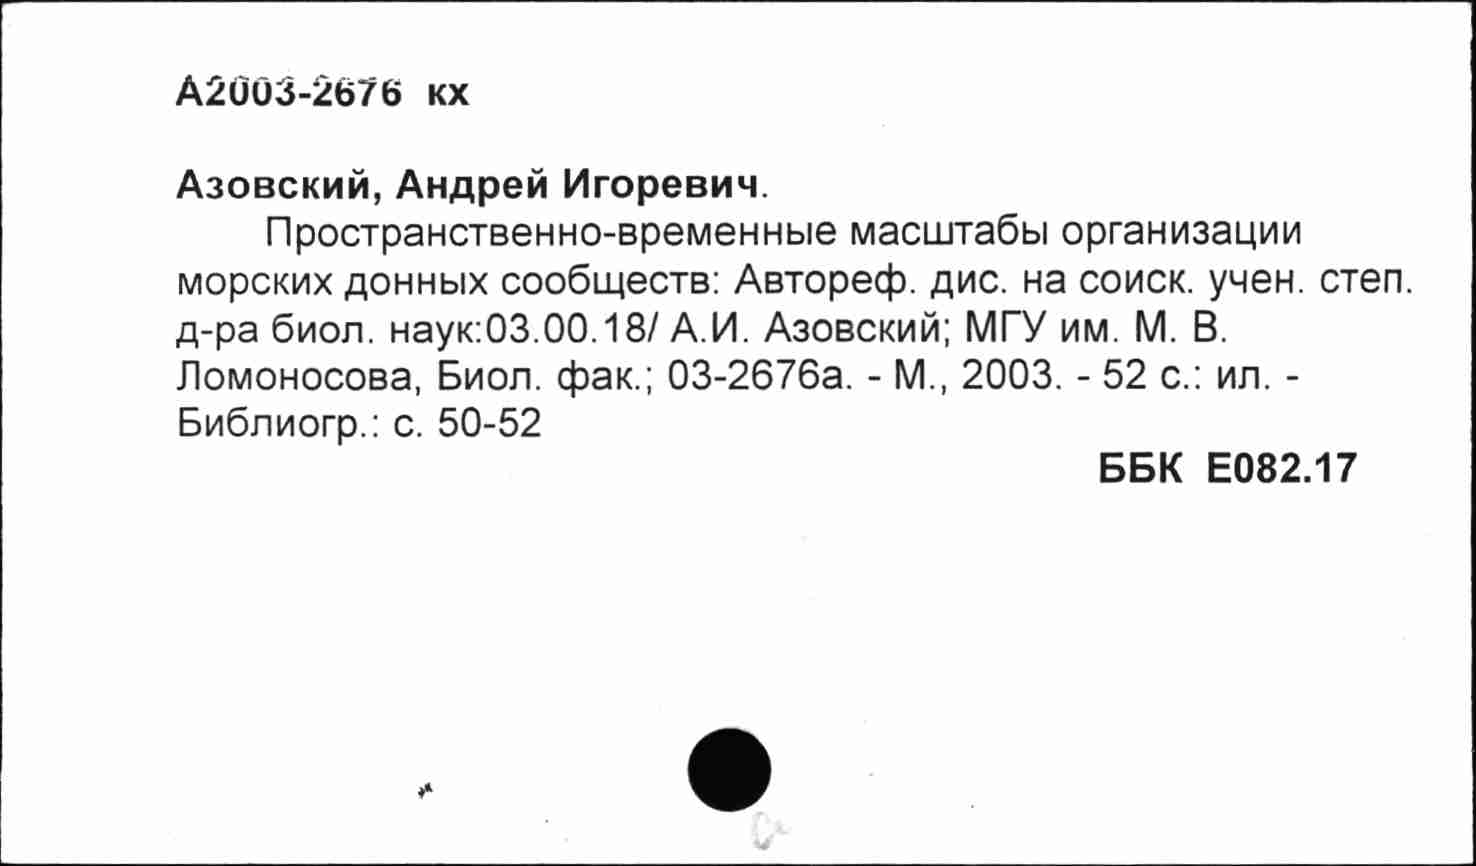 А2003-2676 кх
Азовский, Андрей Игоревич.
Пространственно-временные масштабы организации
морских донных сообществ: Автореф. дис. на соиск. учен. степ.
д-ра биол. наук:03.00.18/ А.И. Азовский; МГУ им. М. В.
Ломоносова, Биол. фак.; 03-2676а. - М., 2003. - 52 с.: ил. -
Библиогр.: с. 50-52
ББК Е082.17